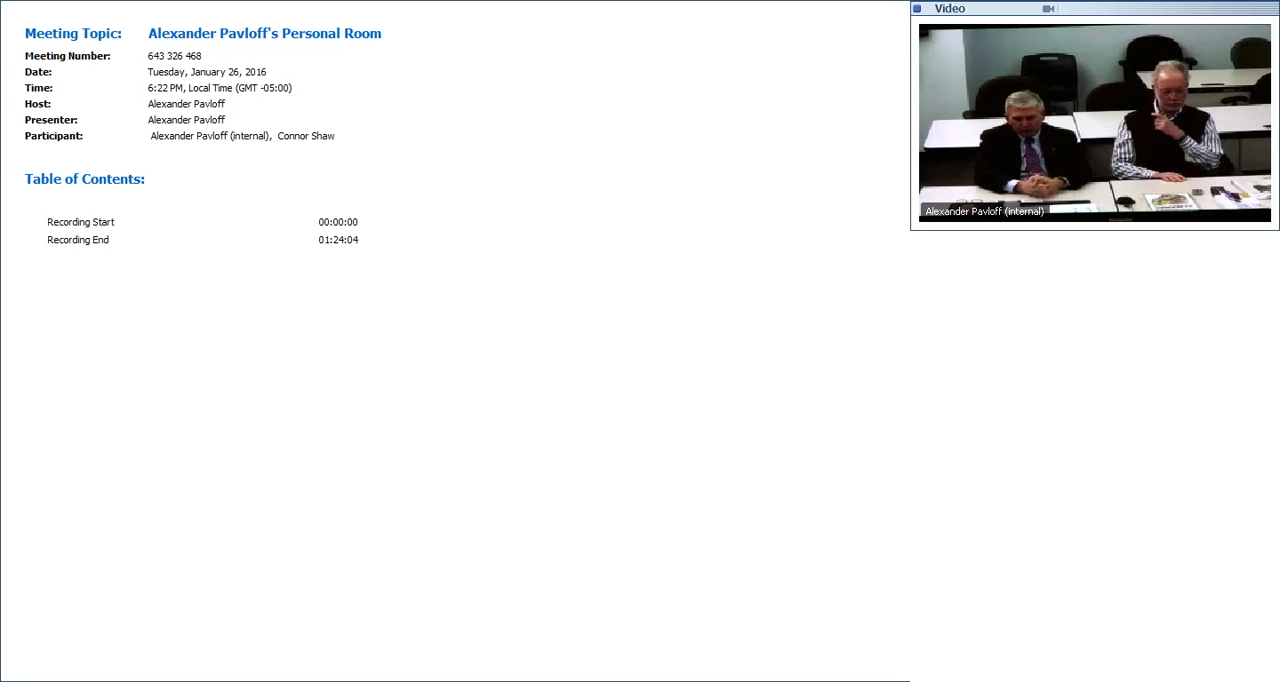 Meeting Topic: Alexander Pavloff's Personal Room
Meeting Number: 643 326 468
Date: Tuesday, January 26, 2016
Time: 6:22 PM, Local Time (GMT -05:00)
Host: Alexander Pavloff
Presenter: Alexander Pavloff
Participant: Alexander Pavloff (internal), Connor Shaw
Table of Contents:
Recording Start 00:00:00
Recording End 01:24:04
Video
Alexander Pavloff (internal)